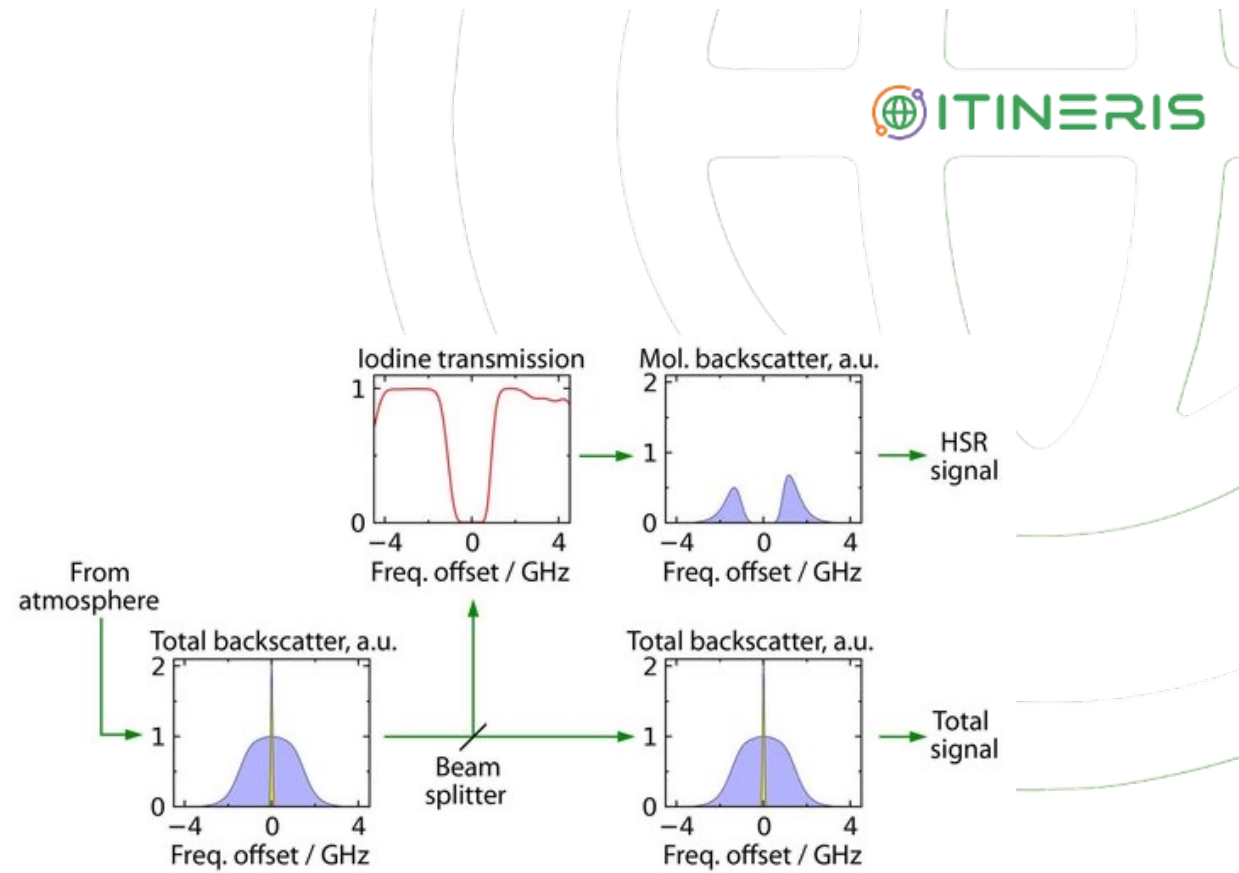 ITINERIS
Iodine transmission
1
0
−4 0 4
Freq. offset / GHz
Mol. backscatter, a.u.
2
1
0
−4 0 4
Freq. offset / GHz
HSR
signal
From
atmosphere
Total backscatter, a.u.
2
1
0
−4 0 4
Freq. offset / GHz
Beam
splitter
Total backscatter, a.u.
2
1
0
−4 0 4
Freq. offset / GHz
Total
signal